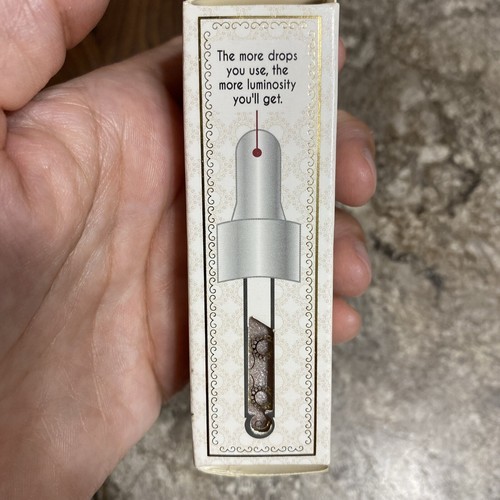 The more drops
you use, the
more luminosity
you'll get.